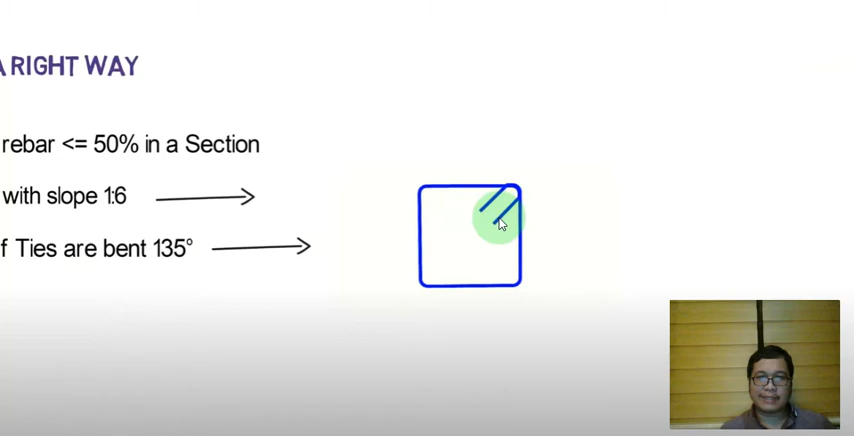 A RIGHT WAY
rebar <= 50% in a Section
with slope 1:6
f Ties are bent 135°